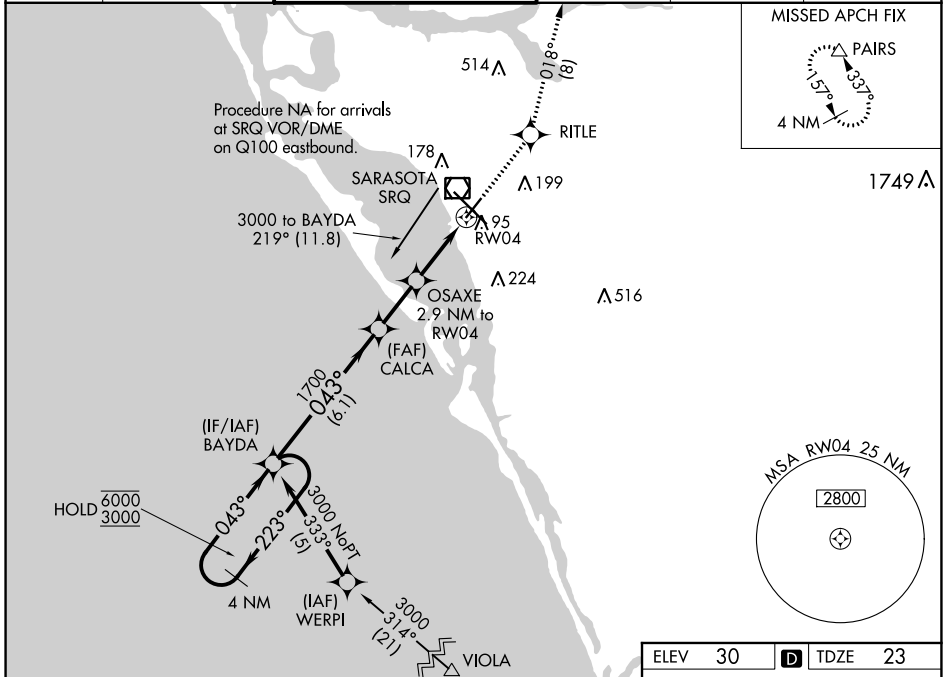 MISSED APCH FIX
PAIRS
157°
337°
4 NM
514
018°
(8)
Procedure NA for arrivals
at SRQ VOR/DME
on Q100 eastbound.
RITLE
178
SARASOTA
SRQ
199
1749
3000 to BAYDA
219° (11.8)
95
RW04
224
OSAXE
2.9 NM to
RW04
516
(FAF)
CALCA
1700
043°
(6.1)
(IF/IAF)
BAYDA
MSA RW04 25 NM
2800
HOLD 6000
3000
043°
223°
3000 NoPT
333°
(5)
4 NM
(IAF)
WERPI
3000
314°
(21)
VIOLA
ELEV 30 D TDZE 23